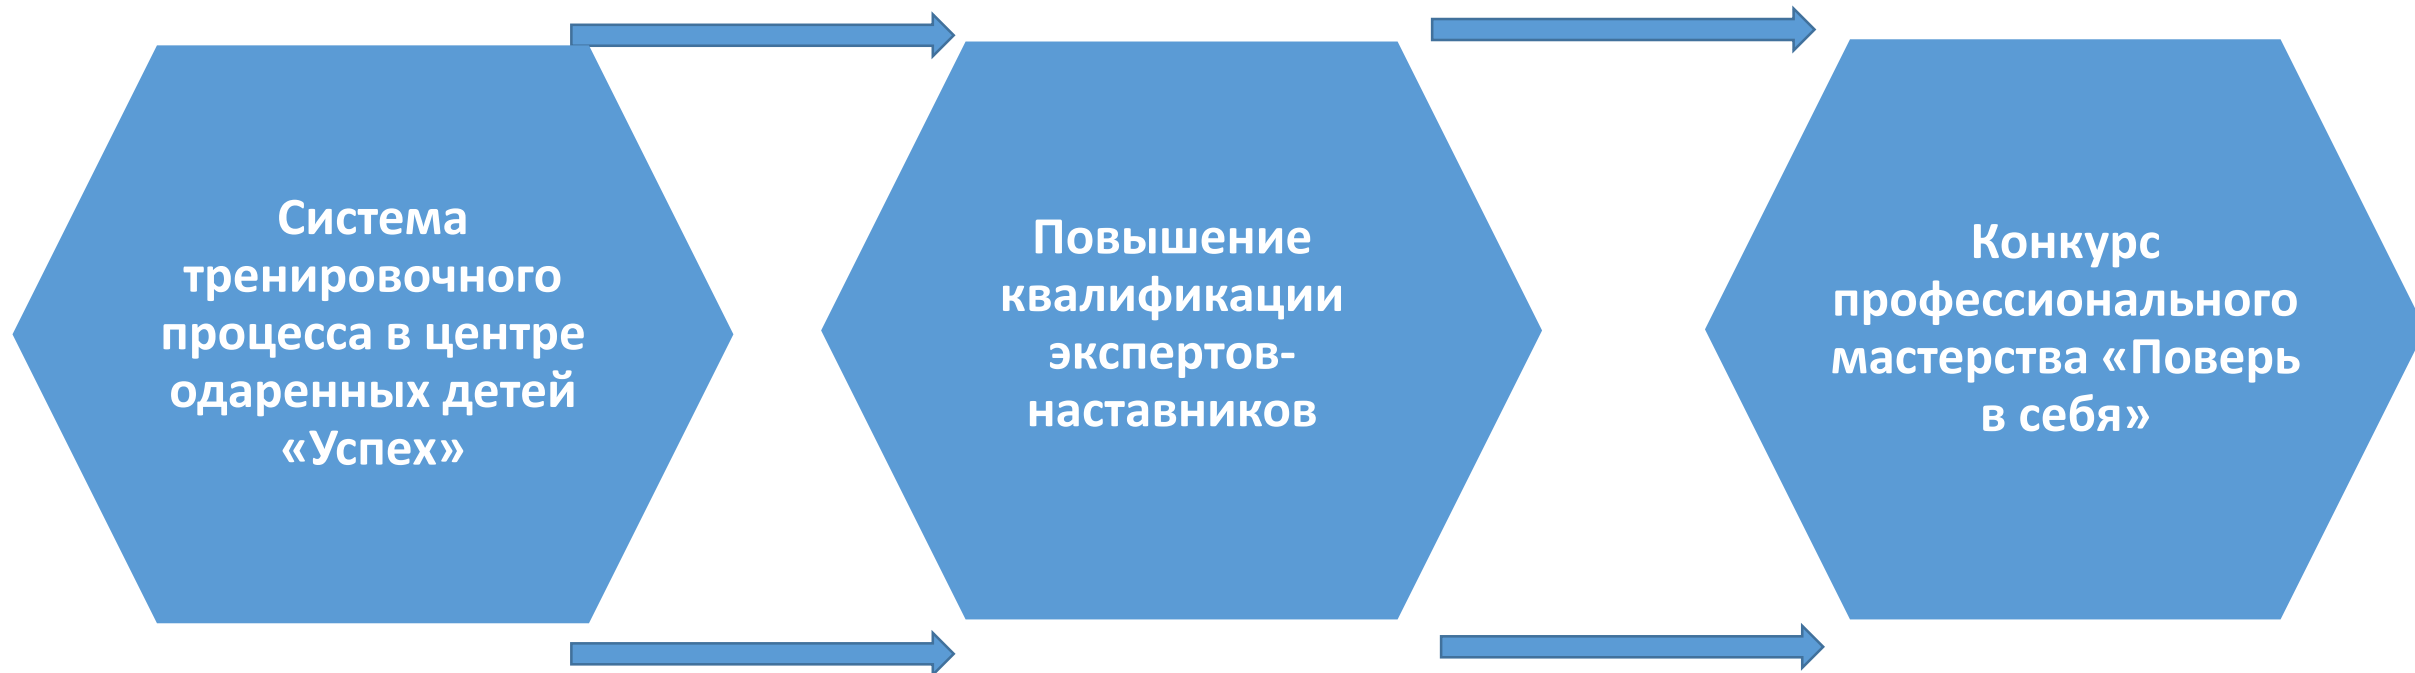 Система
тренировочного
процесса в центре
одаренных детей
«Успех»
Повышение
квалификации
экспертов-
наставников
Конкурс
профессионального
мастерства «Поверь
в себя»